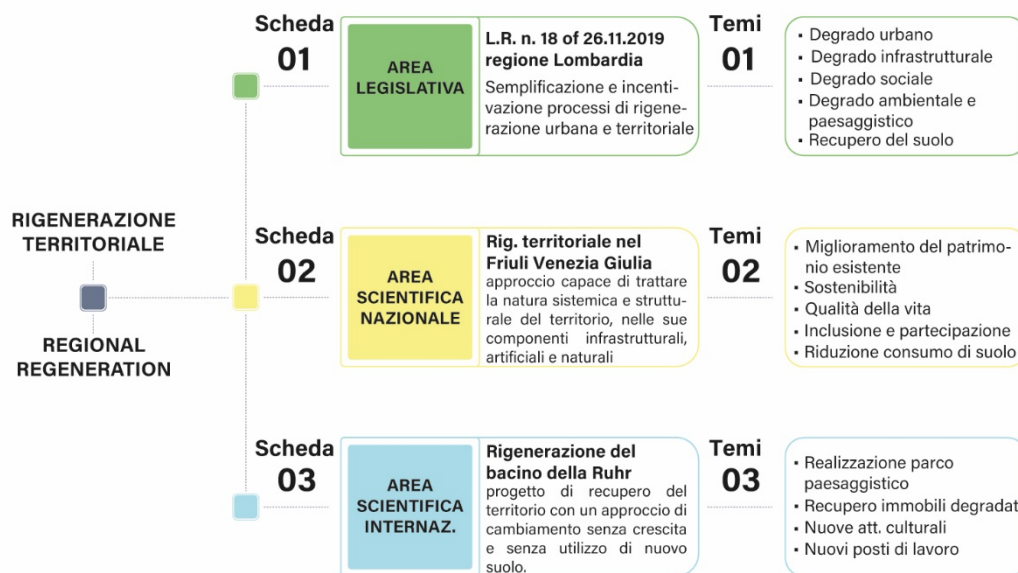 RIGENERAZIONE
TERRITORIALE
REGIONAL
REGENERATION
Scheda
01
AREA
LEGISLATIVA
L.R. n. 18 of 26.11.2019
regione Lombardia
Semplificazione e incenti-
vazione processi di rigene-
razione urbana e territoriale
Temi
01
▪ Degrado urbano
▪ Degrado infrastrutturale
▪ Degrado sociale
▪ Degrado ambientale e
paesaggistico
▪ Recupero del suolo
Scheda
02
AREA
SCIENTIFICA
NAZIONALE
Rig. territoriale nel
Friuli Venezia Giulia
approccio capace di trattare
la natura sistemica e struttu-
rale del territorio, nelle sue
componenti infrastrutturali,
artificiali e naturali
Temi
02
▪ Miglioramento del patrimo-
nio esistente
▪ Sostenibilità
▪ Qualità della vita
▪ Inclusione e partecipazione
▪ Riduzione consumo di suolo
Scheda
03
AREA
SCIENTIFICA
INTERNAZ.
Rigenerazione del
bacino della Ruhr
progetto di recupero del
territorio con un approccio di
cambiamento senza crescita
e senza utilizzo di nuovo
suolo.
Temi
03
▪ Realizzazione parco
paesaggistico
▪ Recupero immobili degradat
▪ Nuove att. culturali
▪ Nuovi posti di lavoro